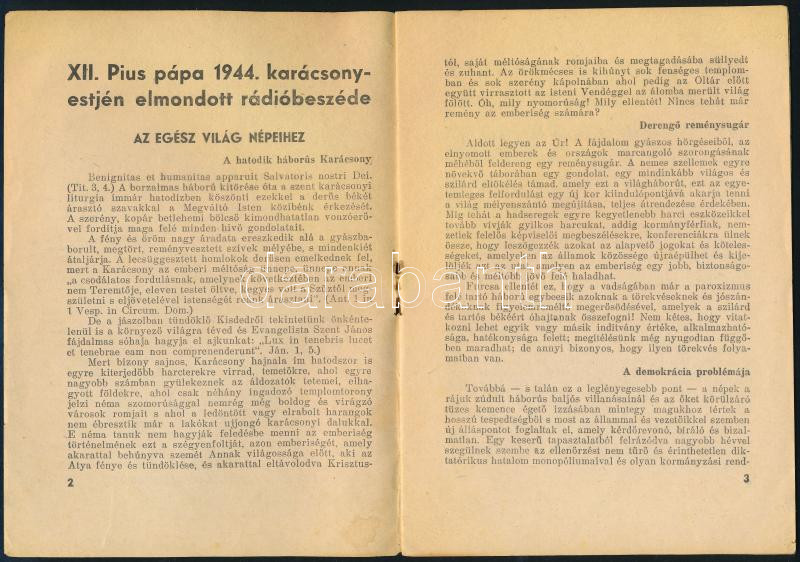 XII. Pius pápa 1944. karácsony-
estjén elmondott rádióbeszéde
AZ EGÉSZ VILÁG NÉPEIHEZ
A hatodik háborús Karácsony
Benignitas et humanitas apparuit Salvatoris nostri Dei.
(Tit. 3, 4.) A borzalmas háború kitörése óta a szent karácsonyi
liturgia immár hatodízben köszönti ezekkel a derűs békét
árasztó szavakkal a Megváltó Isten közibénk érkezését.
A szerény, kopár betlehemi bölcső kimondhatatlan vonzóerő-
vel fordítja maga felé minden hívő gondolatait.
A fény és öröm nagy áradata ereszkedik alá a gyászba-
borult, megtört, reményvesztett szívek mélyébe, s mindenkiét
átaljárja. A lecsüggesztett homlokok derűsen emelkednek fel,
mert a Karácsony az emberi méltóság ünnepe, ünnepe annak
„a csodálatos fordulásnak, amelynek következtében az emberi
nem Teremtője, eleven testet öltve, kegyes volt a Szűztől meg-
születni s eljövetelével istenségét reánk árasztani". (Ant.
1 Vesp. in Circum. Dom.)
De a jászolban tündöklő Kisdedről tekintetünk önkénte-
lenül is a környező világra téved és Evangelista Szent János
fájdalmas sóhaja hagyja el ajkunkat: „Lux in tenebris lucet
et tenebrae eam non comprenenderunt". Ján. 1, 5.)
Mert bizony sajnos, Karácsony hajnala ím hatodszor is
egyre kiterjedőbb harcterekre virrad, temetőkre, ahol egyre
nagyobb számban gyülekeznek az áldozatok tetemei, elha-
gyott földekre, ahol csak néhány ingadozó templomtorony
jelzi néma szomorúsággal nemrég még boldog és virágzó
városok romjait s ahol a ledöntött vagy elrabolt harangok
nem ébresztik már a lakókat ujjongó karácsonyi dalukkal.
E néma tanuk nem hagyják feledésbe menni az emberiség
történelmének ezt a szégyenfoltját, azon emberiségét, amely
akarattal behúnyva szemét Annak világossága előtt, aki az
Atya fénye és tündöklése, és akarattal eltávolodva Krisztus-
2
tól, saját méltóságának romjaiba és megtagadásába süllyedt
és zuhant. Az örökmécses is kihúnyt sok fenséges templom-
ban és sok szerény kápolnában ahol pedig az Oltár előtt
együtt virrasztott az isteni Vendéggel az álomba merült világ
fölött. Óh, mily nyomorúság! Mily ellentét! Nincs tehát már
remény az emberiség számára?
Derengő reménysugár
Áldott legyen az Úr! A fájdalom gyászos hörgéseiből, az
elnyomott emberek és országok marcangoló szorongásának
méhéből feldereng egy reménysugár. A nemes szellemek egyre
növekvő táborában egy gondolat, egy mindinkább világos és
szilárd eltökélés támad, amely ezt a világháborút, ezt az egye-
temleges felfordulást egy új kor kiindulópontjává akarja tenni
a világ mélyenszántó megújítása, teljes átrendezése érdekében.
Míg tehát a hadseregek egyre kegyetlenebb harci eszközeikkel
tovább vívják gyilkos harcukat, addig kormányférfiak, nem-
zetek felelős képviselői megbeszélésekre, konferenciákra ülnek
össze, hogy leszögezzék azokat az alapvető jogokat és köteles-
ségeket, amelyeken az államok közössége újraépülhet és kije-
löljék azt az utat, amelyen az emberiség egy jobb, biztonságo-
sabb és méltóbb jövő felé haladhat.
Furcsa ellentét ez, hogy a vadságában már a paroxizmus
felé tartó háború egybeesik azoknak a törekvéseknek és jószán-
dékoknak figyelemreméltó megerősödésével, amelyek a szilárd
és tartós békéért óhajtanak összefogni! Nem kétes, hogy vitat-
kozni lehet egyik vagy másik indítvány értéke, alkalmazható-
sága, hatékonysága felett; megítélésünk még nyugodtan függő-
ben maradhat; de annyi bizonyos, hogy ilyen törekvés folya-
matban van.
A demokrácia problémája
Továbbá — s talán ez a leglényegesebb pont — a népek a
rájuk zúdult háborús baljós villanásainál és az őket körülzáró
tüzes kemence égető izzásában mintegy magukhoz tértek a
hosszú tespedtségből s most az állammal és vezetőikkel szemben
új álláspontot foglaltak el, amely kérdőrevonó, bíráló és bizal-
matlan. Egy keserű tapasztalatból felrázódva nagyobb hévvel
szegülnek szembe az ellenőrzést nem tűrő és érinthetetlen dik-
tatórikus hatalom monopóliumaival és olyan kormányzási rend-
3
darabanth